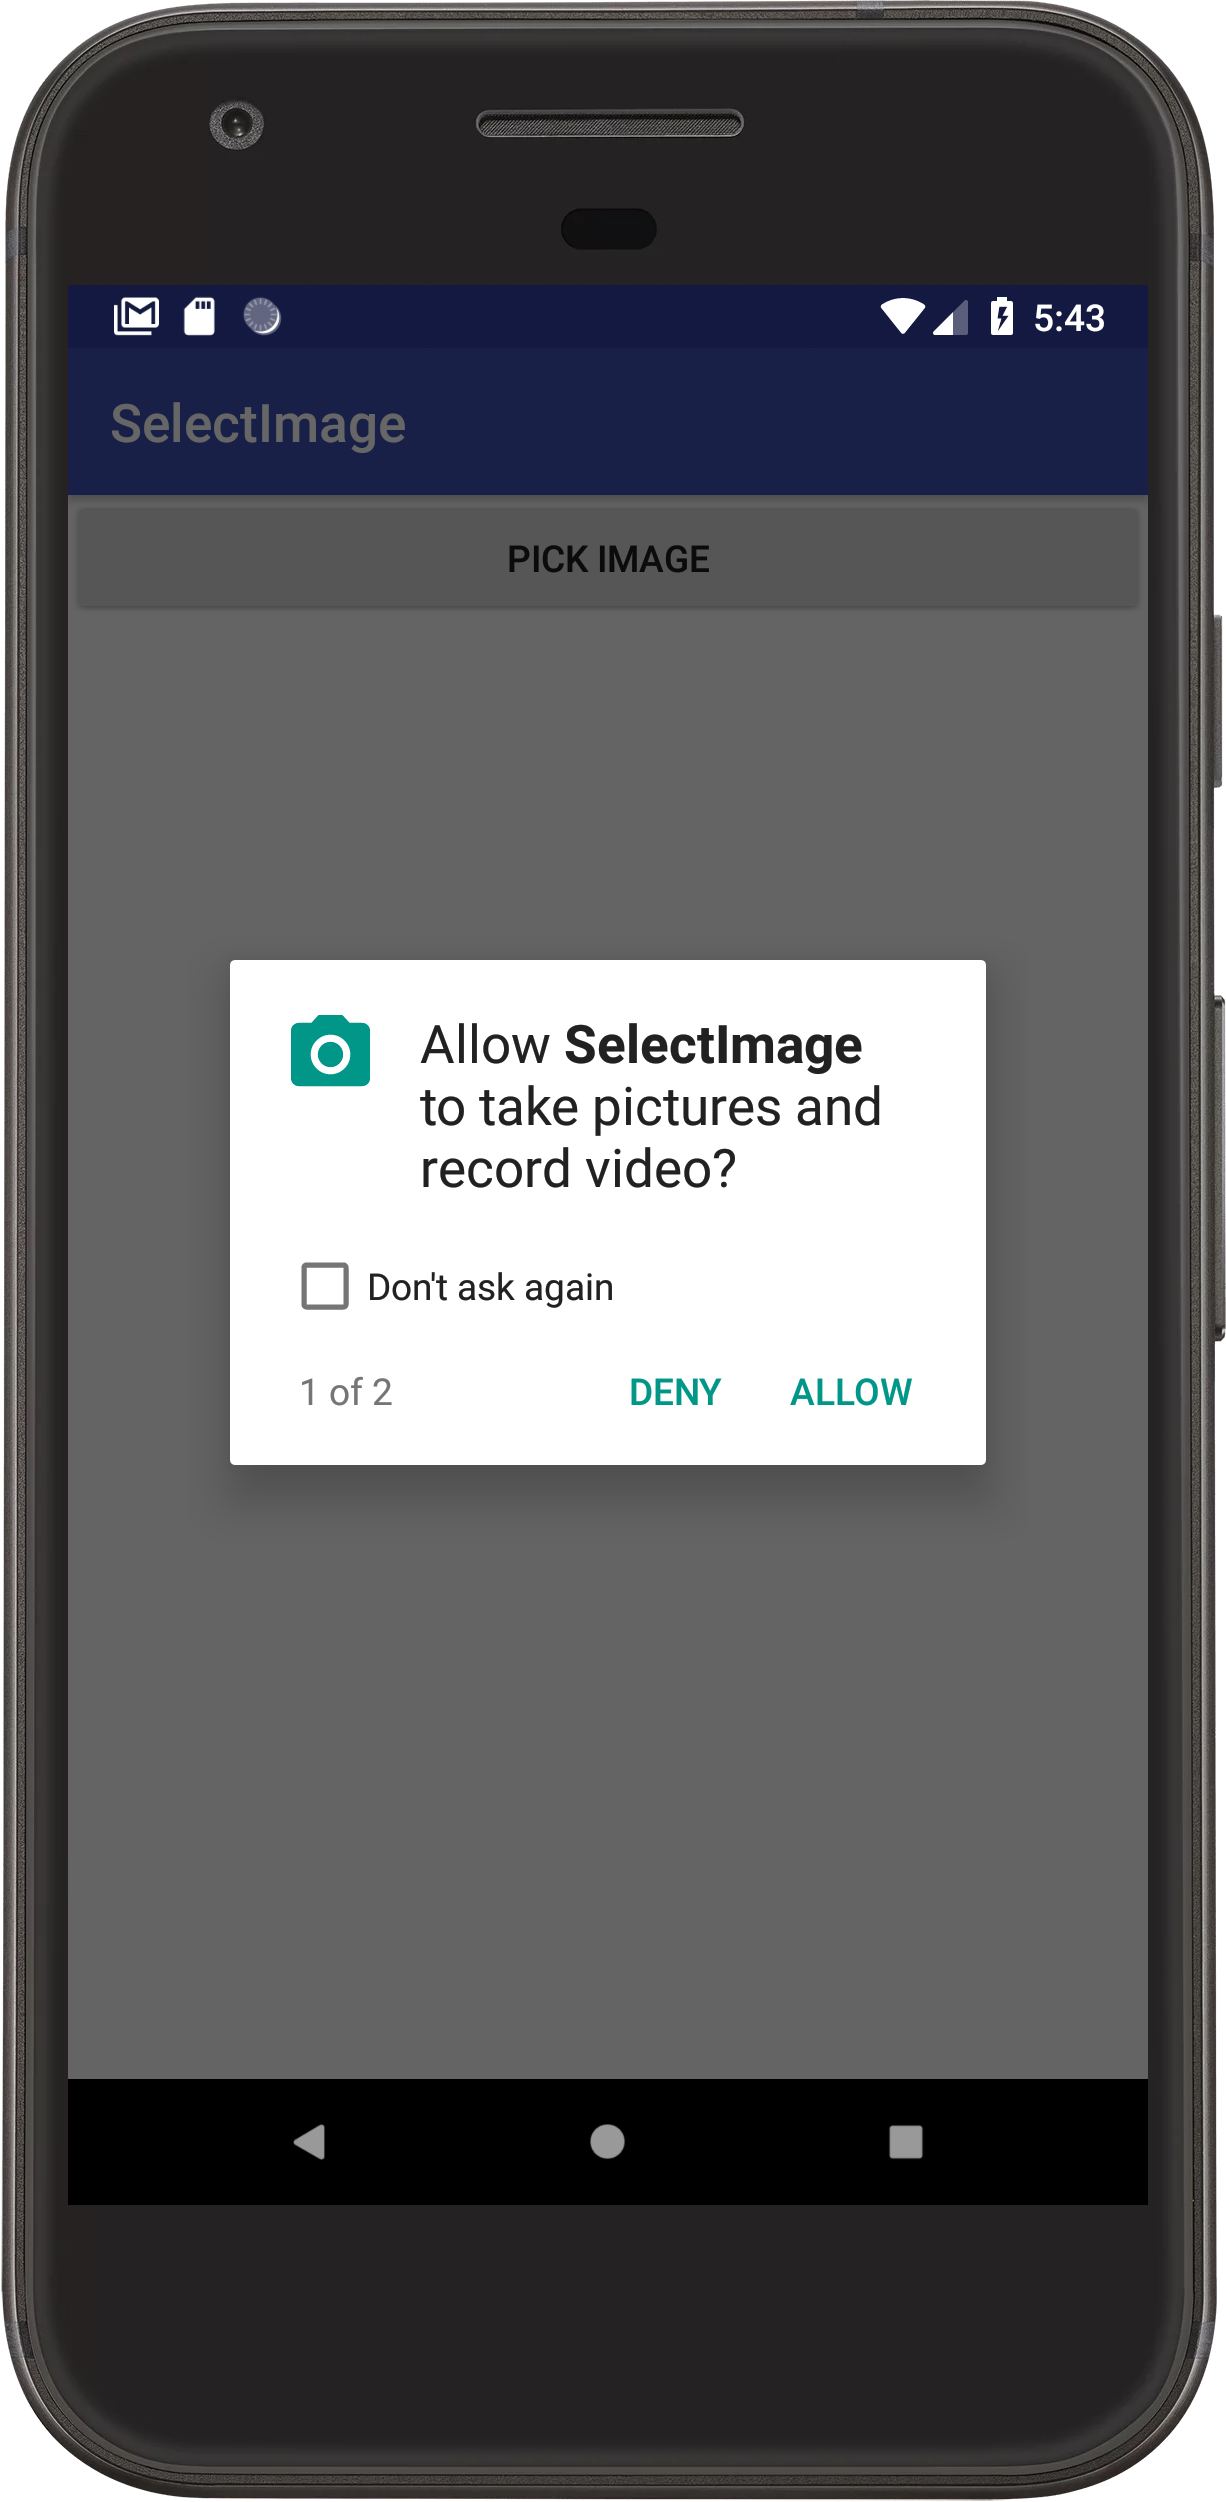 5:43
SelectImage
PICK IMAGE
Allow SelectImage
to take pictures and
record video?
Don't ask again
1 of 2 DENY ALLOW